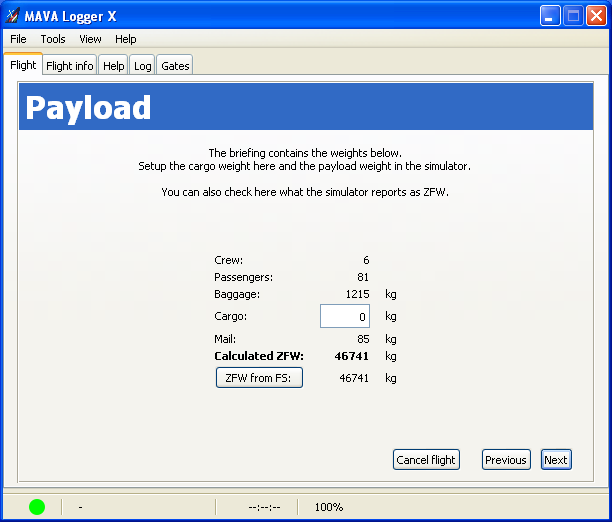 MAVA Logger X
File Tools View Help
Flight Flight info Help Log Gates
Payload
The briefing contains the weights below.
Setup the cargo weight here and the payload weight in the simulator.
You can also check here what the simulator reports as ZFW.
Crew: 6
Passengers: 81
Baggage: 1215 kg
Cargo: 0 kg
Mail: 85 kg
Calculated ZFW: 46741 kg
ZFW from FS: 46741 kg
Cancel flight Previous Next
- --:--:-- 100%